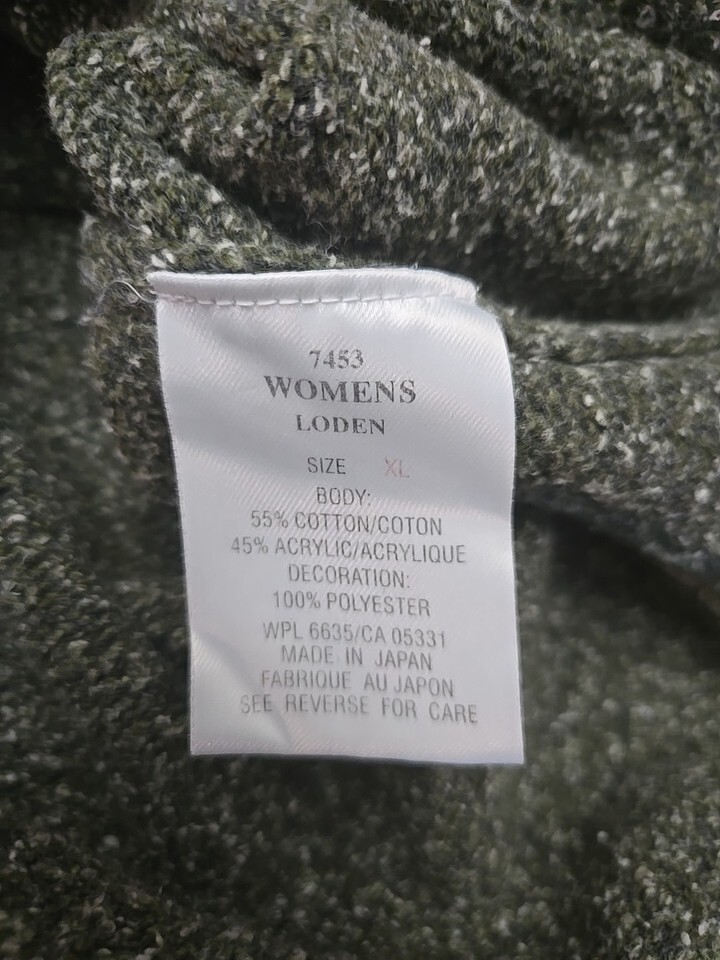 7453
WOMENS
LODEN
SIZE XL
BODY:
55% COTTON/COTON
45% ACRYLIC/ACRYLIQUE
DECORATION:
100% POLYESTER
WPL 6635/CA 05331
MADE IN JAPAN
FABRIQUE AU JAPON
SEE REVERSE FOR CARE